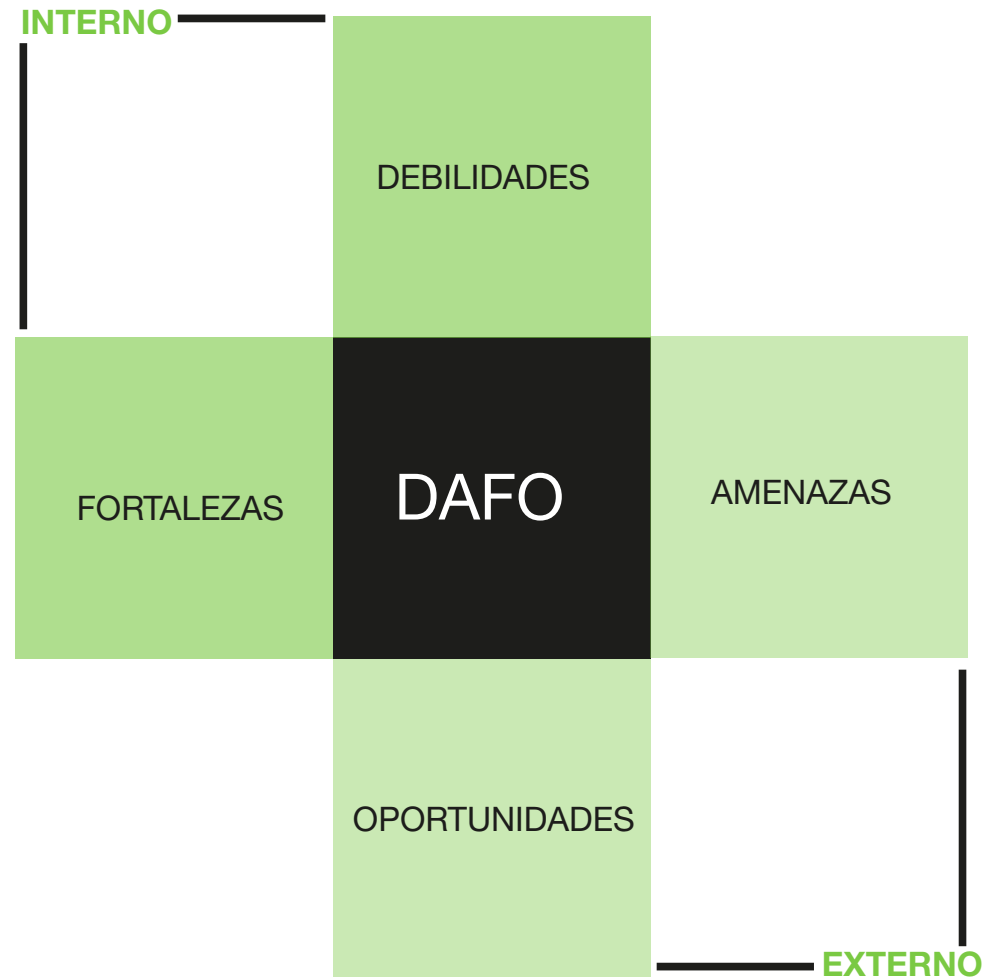 INTERNO
DEBILIDADES
FORTALEZAS
DAFO
AMENAZAS
OPORTUNIDADES
EXTERNO